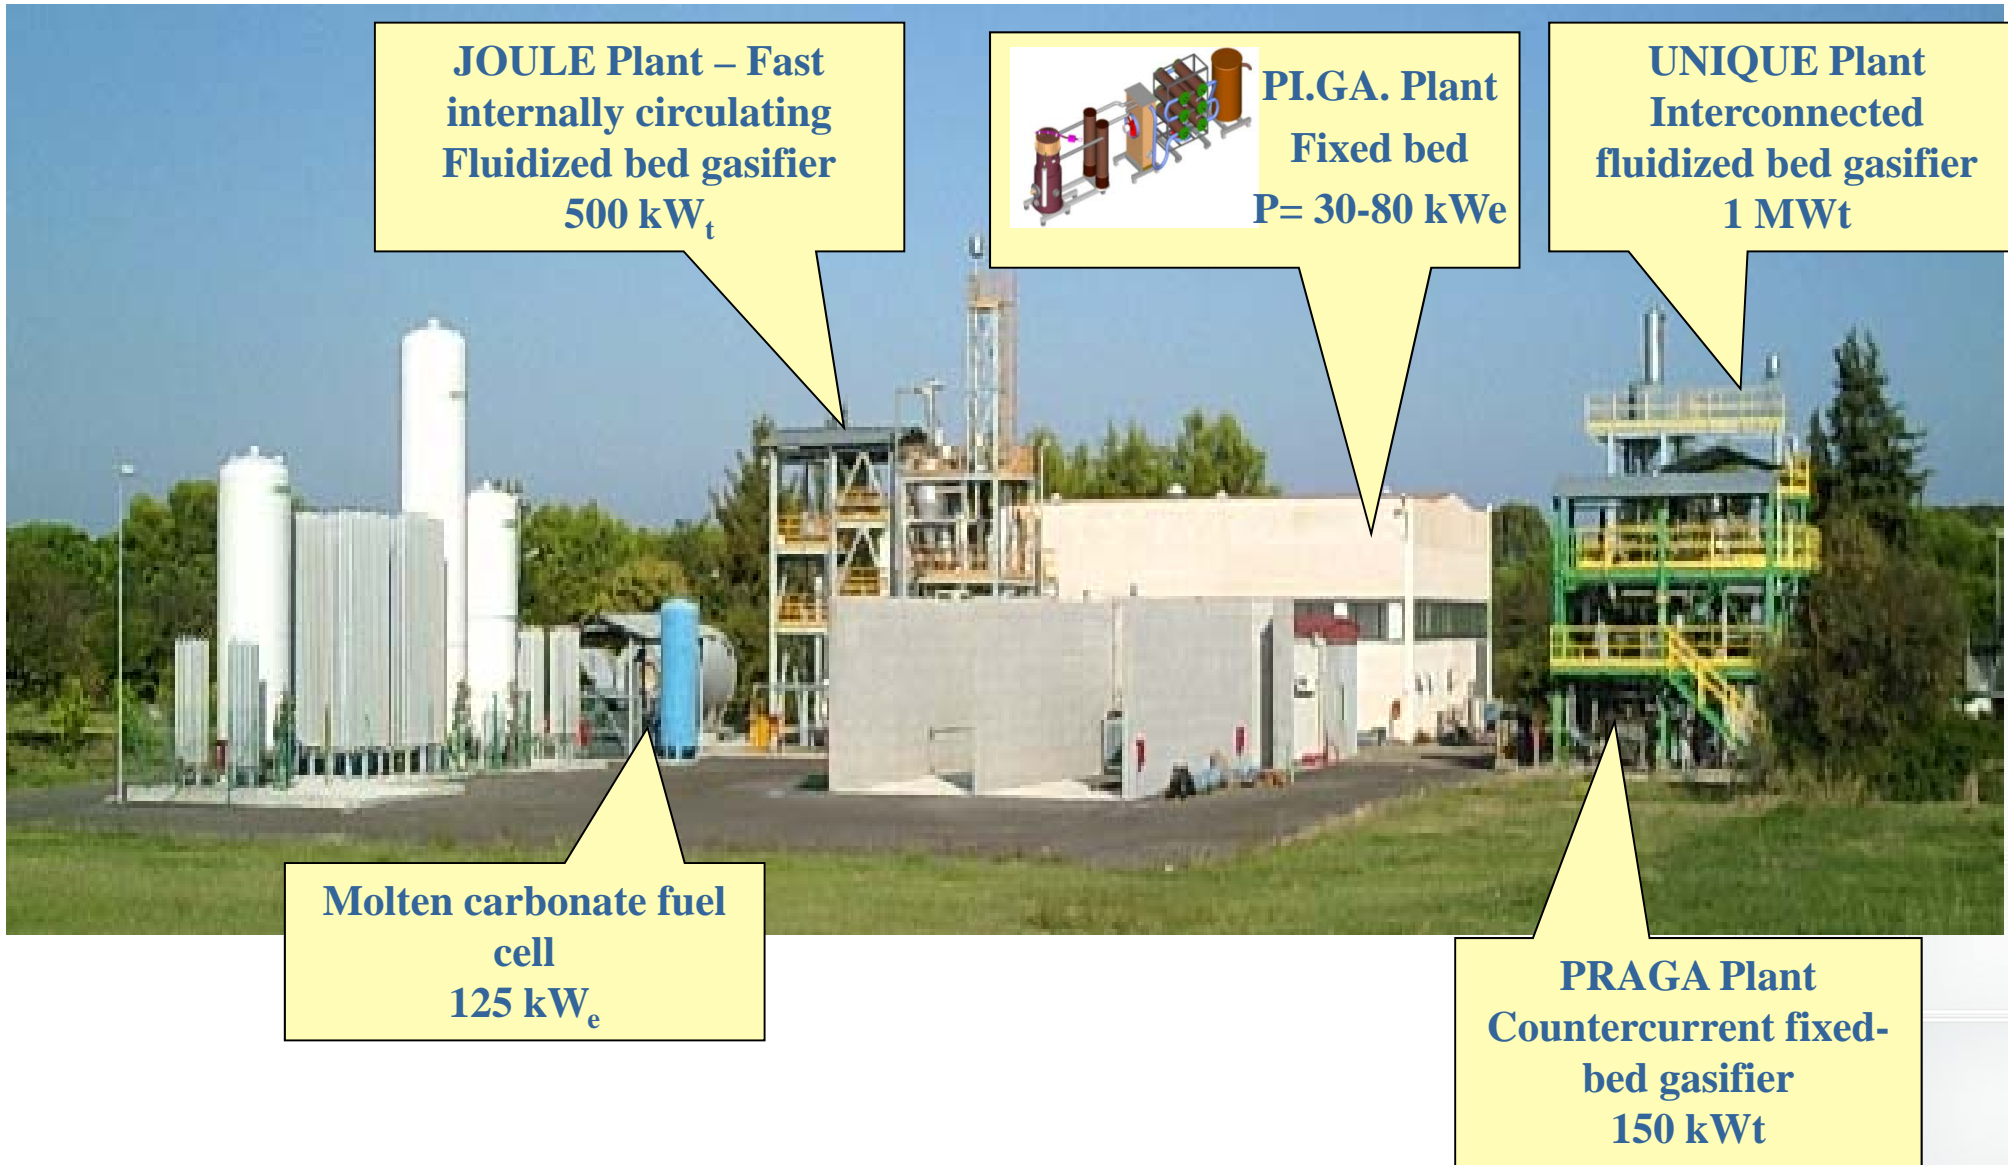 JOULE Plant – Fast
internally circulating
Fluidized bed gasifier
500 kWt
PI.GA. Plant
Fixed bed
P= 30-80 kWe
UNIQUE Plant
Interconnected
fluidized bed gasifier
1 MWt
Molten carbonate fuel
cell
125 kWe
PRAGA Plant
Countercurrent fixed-
bed gasifier
150 kWt